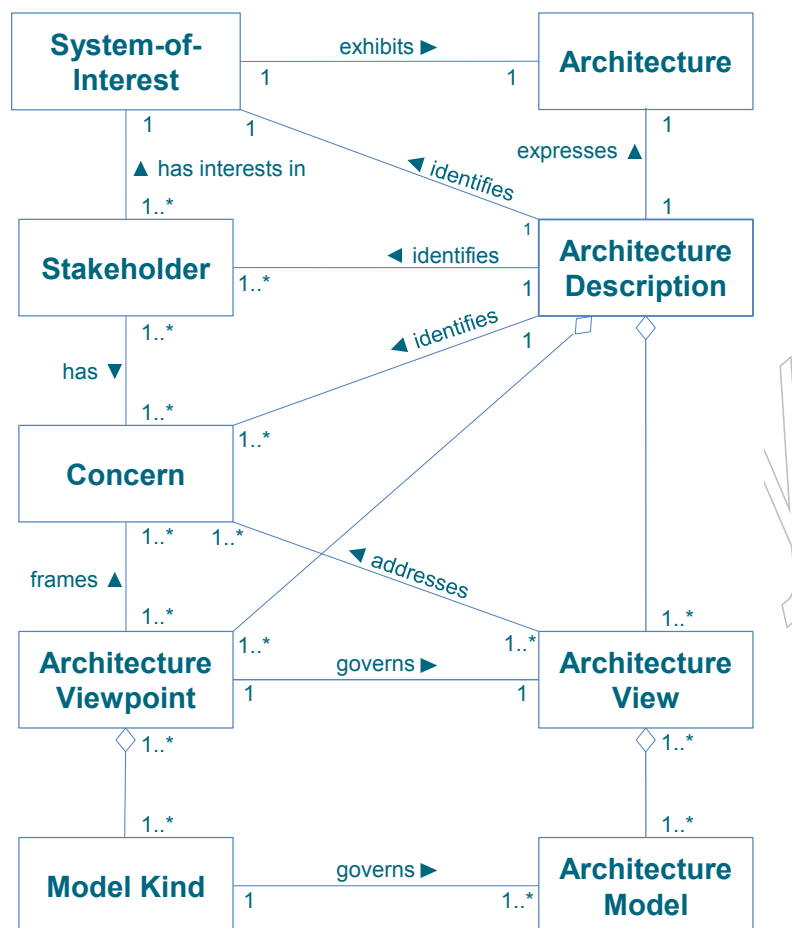 System-of-
Interest
exhibits ►
1
1
Architecture
1
1
1
▲ has interests in
1..*
◄ identifies
expresses ▲
1
1
Stakeholder
◄ identifies
1..*
1
Architecture
Description
1..*
has ▼
1..*
◄ identifies
1
1..*
Concern
1..*
1..*
frames ▲
1..*
◄ addresses
1..*
1..*
1..*
Architecture
Viewpoint
governs ►
1
1
Architecture
View
1..*
1..*
1..*
1..*
Model Kind
governs ►
1
1..*
Architecture
Model